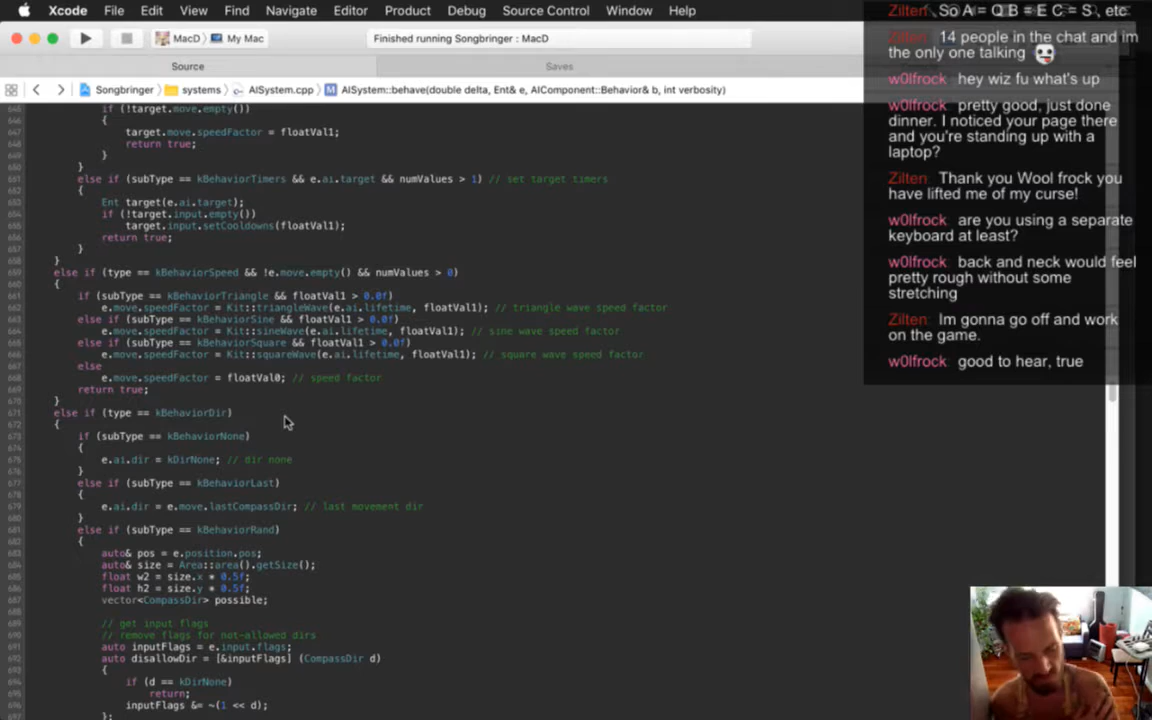 Xcode File Edit View Find Navigate Editor Product Debug Source Control Window Help
MacD My Mac
Finished running Songbringer : MacD
Source
Saves
Songbringer systems AISystem.cpp AISystem::behave(double delta, Ent& e, AIComponent::Behavior& b, int verbosity)
if (!target.move.empty())
{
target.move.speedFactor = floatVal1;
return true;
}
}
else if (subType == kBehaviorTimers && e.ai.target && numValues > 1) // set target timers
{
Ent target(e.ai.target);
if (!target.input.empty())
target.input.setCooldowns(floatVal1);
return true;
}
}
else if (type == kBehaviorSpeed && !e.move.empty() && numValues > 0)
{
if (subType == kBehaviorTriangle && floatVal1 > 0.0f)
e.move.speedFactor = Kit::triangleWave(e.ai.lifetime, floatVal1); // triangle wave speed factor
else if (subType == kBehaviorSine && floatVal1 > 0.0f)
e.move.speedFactor = Kit::sineWave(e.ai.lifetime, floatVal1); // sine wave speed factor
else if (subType == kBehaviorSquare && floatVal1 > 0.0f)
e.move.speedFactor = Kit::squareWave(e.ai.lifetime, floatVal1); // square wave speed factor
else
e.move.speedFactor = floatVal0; // speed factor
return true;
}
else if (type == kBehaviorDir)
{
if (subType == kBehaviorNone)
{
e.ai.dir = kDirNone; // dir none
}
else if (subType == kBehaviorLast)
{
e.ai.dir = e.move.lastCompassDir; // last movement dir
}
else if (subType == kBehaviorRand)
{
auto& pos = e.position.pos;
auto& size = Area::area().getSize();
float w2 = size.x * 0.5f;
float h2 = size.y * 0.5f;
vector<CompassDir> possible;
// get input flags
// remove flags for not-allowed dirs
auto inputFlags = e.input.flags;
auto disallowDir = [&inputFlags] (CompassDir d)
{
if (d == kDirNone)
return;
inputFlags &= ~(1 << d);
};
Zilten: So A = Q B = E C = S, etc
Zilten: 14 people in the chat and im
the only one talking
w0lfrock: hey wiz fu what's up
w0lfrock: pretty good, just done
dinner. I noticed your page there
and you're standing up with a
laptop?
Zilten: Thank you Wool frock you
have lifted me of my curse!
w0lfrock: are you using a separate
keyboard at least?
w0lfrock: back and neck would feel
pretty rough without some
stretching
Zilten: Im gonna go off and work
on the game.
w0lfrock: good to hear, true